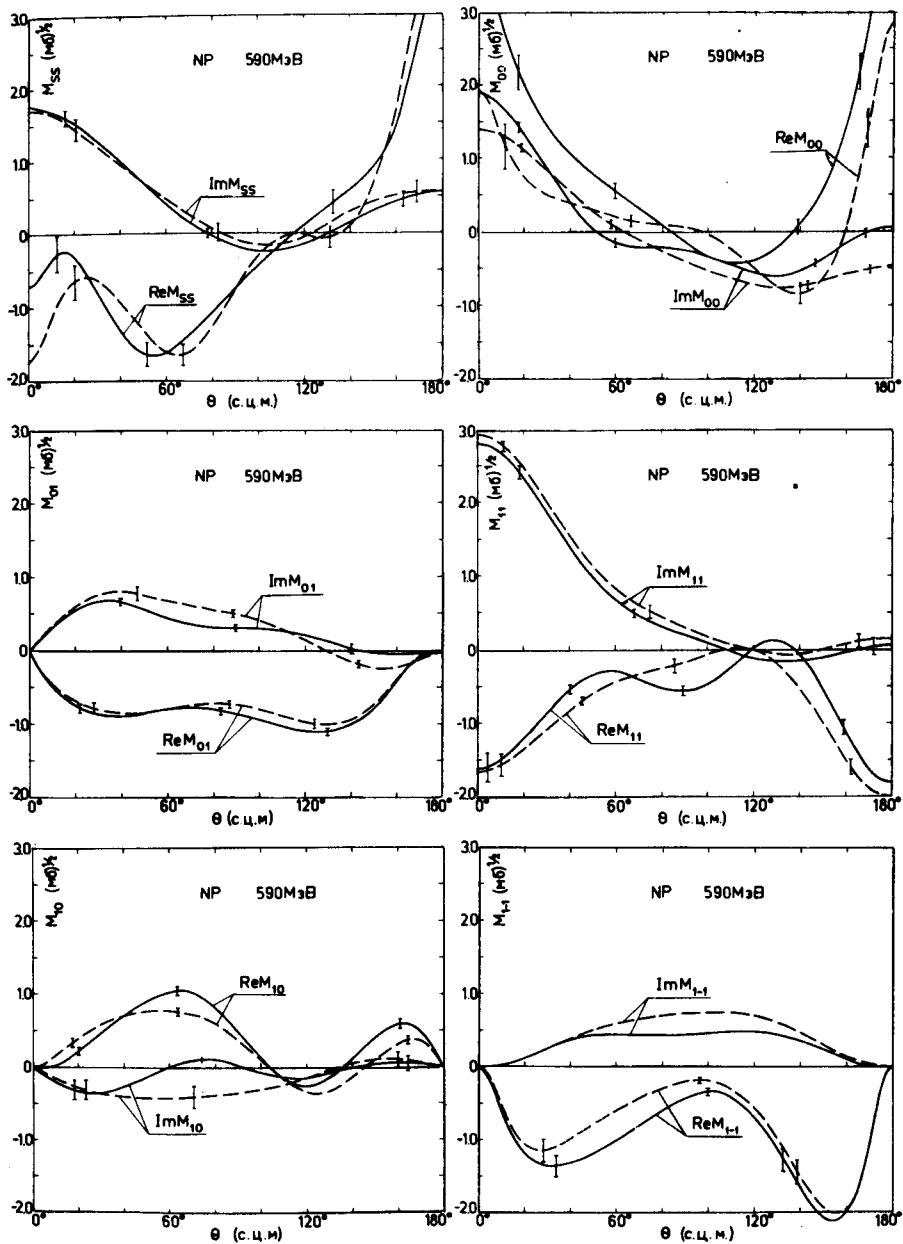 M_SS (мб)^1/2
3.0
2.0
1.0
0
-1.0
-2.0
NP 590МэВ
ImM_SS
ReM_SS
0° 60° 120° 180°
θ (с.ц.м.)
M_00 (мб)^1/2
3.0
2.0
1.0
0
-1.0
-2.0
NP 590МэВ
ReM_00
ImM_00
0° 60° 120° 180°
θ (с.ц.м.)
M_01 (мб)^1/2
3.0
2.0
1.0
0
-1.0
-2.0
NP 590МэВ
ImM_01
ReM_01
0° 60° 120° 180°
θ (с.ц.м)
M_11 (мб)^1/2
3.0
2.0
1.0
0
-1.0
-2.0
NP 590МэВ
ImM_11
ReM_11
0° 60° 120° 180°
θ (с.ц.м.)
M_10 (мб)^1/2
3.0
2.0
1.0
0
-1.0
-2.0
NP 590МэВ
ReM_10
ImM_10
0° 60° 120° 180°
θ (с.ц.м.)
M_1-1 (мб)^1/2
3.0
2.0
1.0
0
-1.0
-2.0
NP 590МэВ
ImM_1-1
ReM_1-1
0° 60° 120° 180°
θ (с.ц.м.)